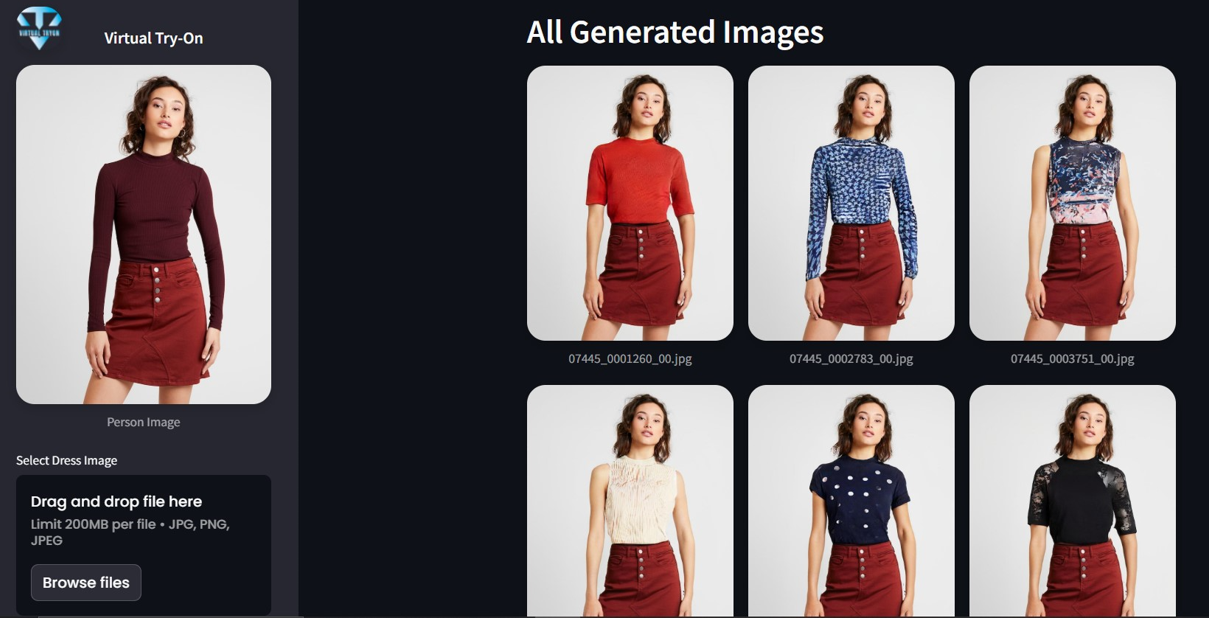 VIRTUAL TRYON
Virtual Try-On
Person Image
Select Dress Image
Drag and drop file here
Limit 200MB per file • JPG, PNG,
JPEG
Browse files
All Generated Images
07445_0001260_00.jpg
07445_0002783_00.jpg
07445_0003751_00.jpg